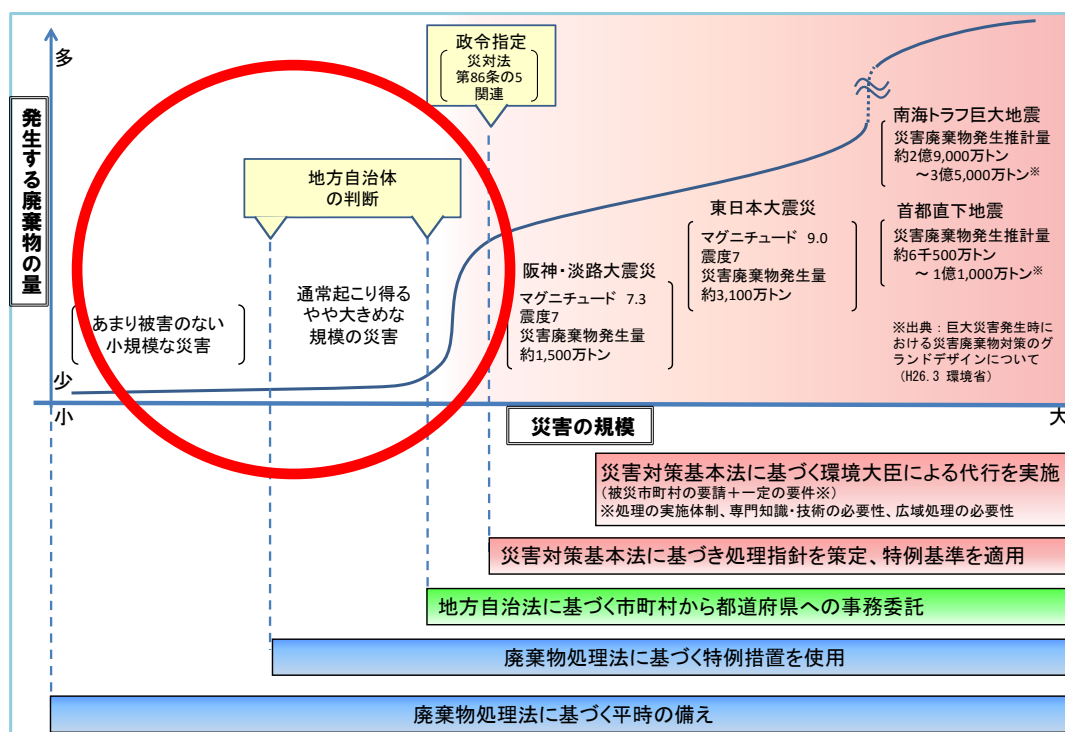 多
発生する廃棄物の量
少
小
災害の規模
大
政令指定
災対法
第86条の5
関連
地方自治体
の判断
あまり被害のない
小規模な災害
通常起こり得る
やや大きめな
規模の災害
阪神・淡路大震災
マグニチュード 7.3
震度7
災害廃棄物発生量
約1,500万トン
東日本大震災
マグニチュード 9.0
震度7
災害廃棄物発生量
約3,100万トン
南海トラフ巨大地震
災害廃棄物発生推計量
約2億9,000万トン
～3億5,000万トン※
首都直下地震
災害廃棄物発生推計量
約6千500万トン
～ 1億1,000万トン※
※出典：巨大災害発生時に
おける災害廃棄物対策のグ
ランドデザインについて
(H26.3 環境省)
災害対策基本法に基づく環境大臣による代行を実施
(被災市町村の要請＋一定の要件※)
※処理の実施体制、専門知識・技術の必要性、広域処理の必要性
災害対策基本法に基づき処理指針を策定、特例基準を適用
地方自治法に基づく市町村から都道府県への事務委託
廃棄物処理法に基づく特例措置を使用
廃棄物処理法に基づく平時の備え